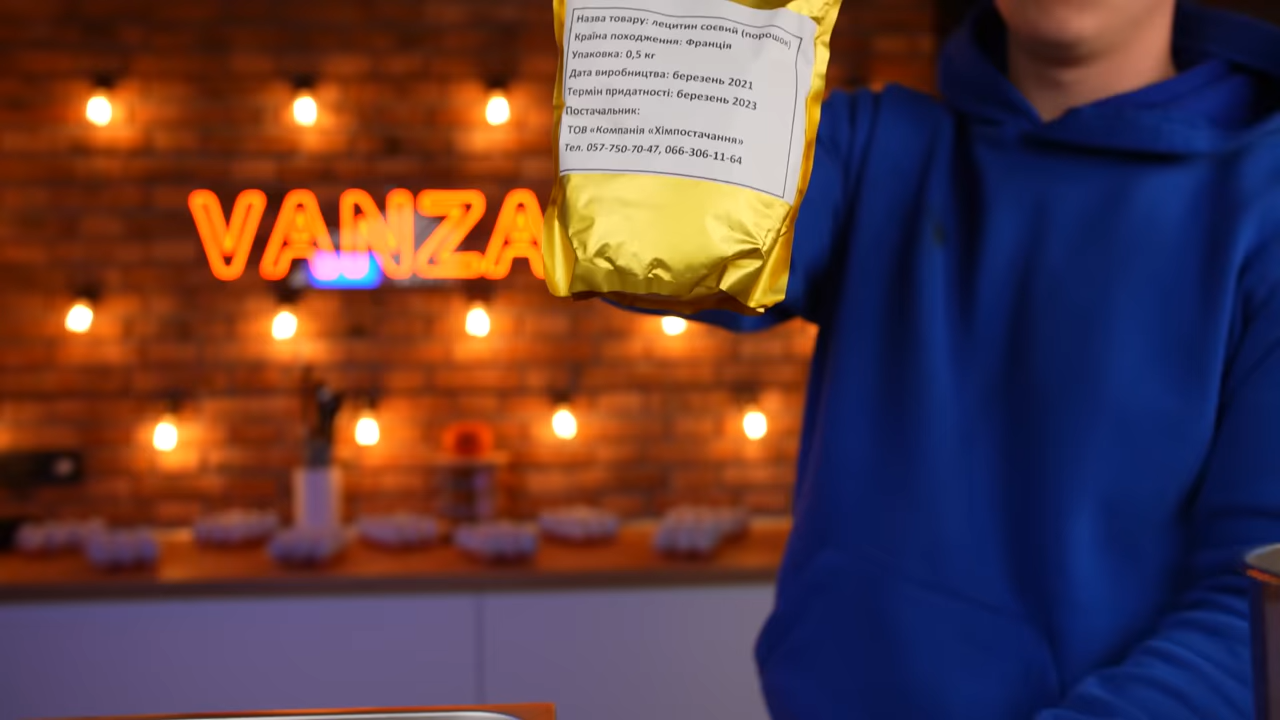 Назва товару: лецитин соєвий (порошок)
Країна походження: Франція
Упаковка: 0,5 кг
Дата виробництва: березень 2021
Термін придатності: березень 2023
Постачальник:
ТОВ «Компанія «Хімпостачання»
Тел. 057-750-70-47, 066-306-11-64
VANZA